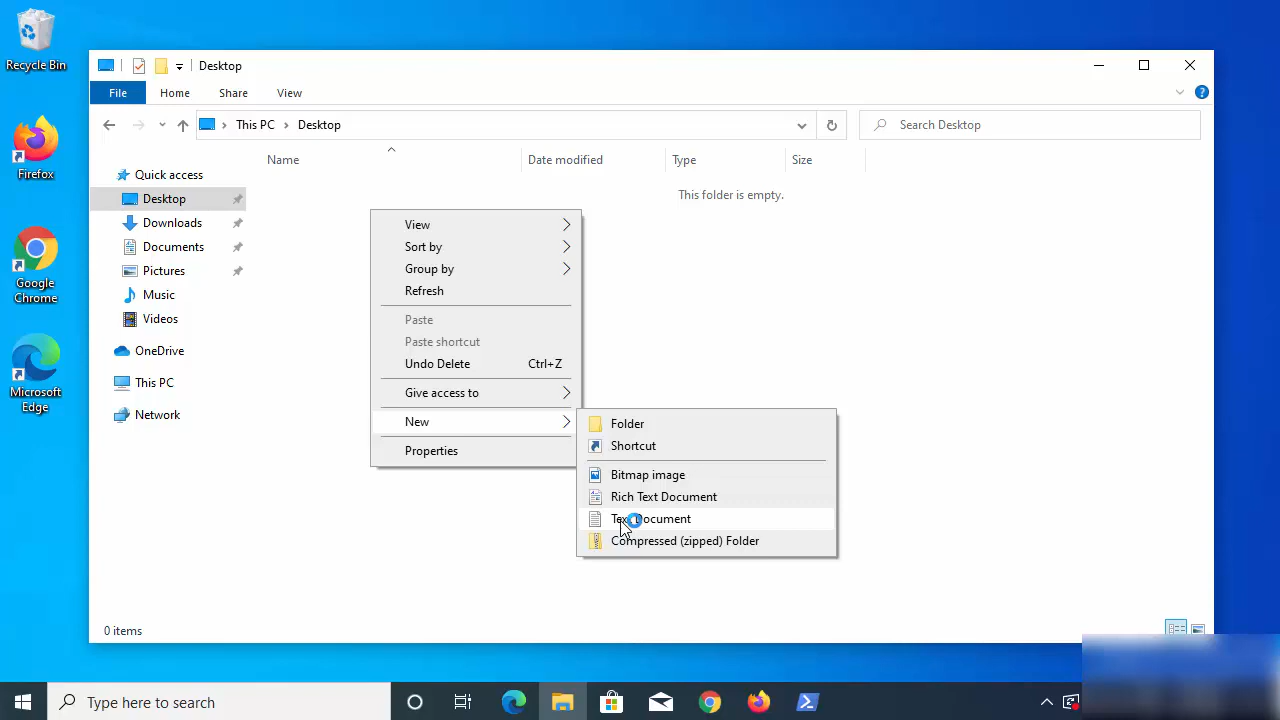 Recycle Bin
Firefox
Google
Chrome
Microsoft
Edge
Desktop
File
Home
Share
View
This PC
Desktop
Search Desktop
Name
Date modified
Type
Size
This folder is empty.
Quick access
Desktop
Downloads
Documents
Pictures
Music
Videos
OneDrive
This PC
Network
View
Sort by
Group by
Refresh
Paste
Paste shortcut
Undo Delete Ctrl+Z
Give access to
New
Properties
Folder
Shortcut
Bitmap image
Rich Text Document
Text Document
Compressed (zipped) Folder
0 items
Type here to search